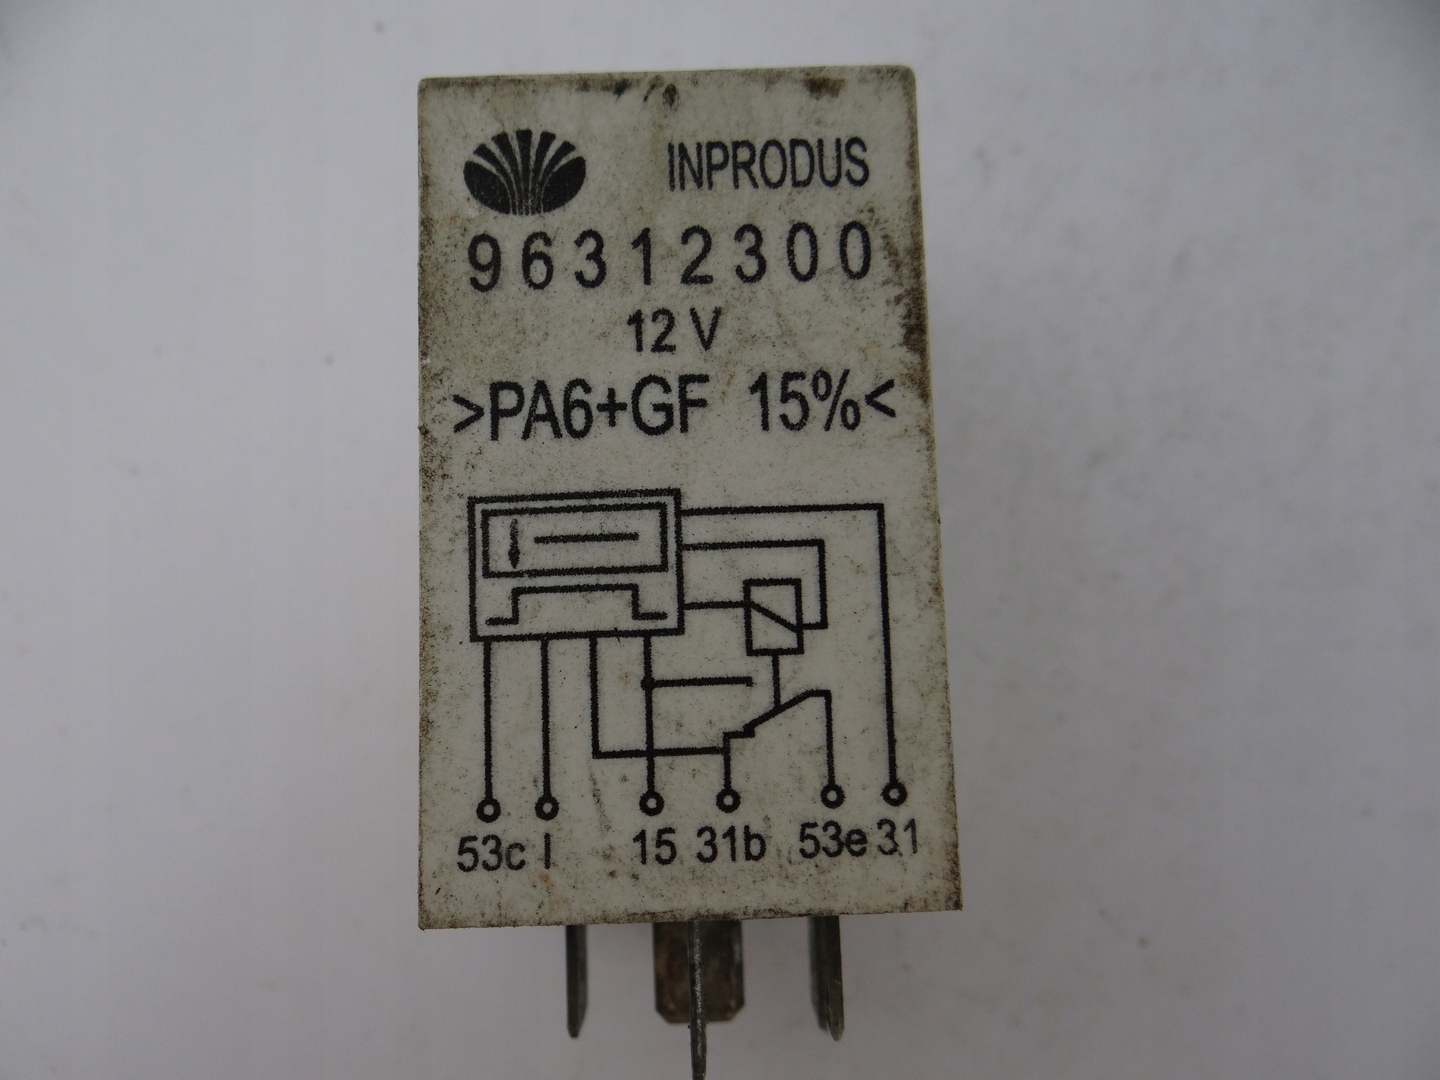 INPRODUS
96312300
12 V
>PA6+GF 15%<
53c I 15 31b 53e 31